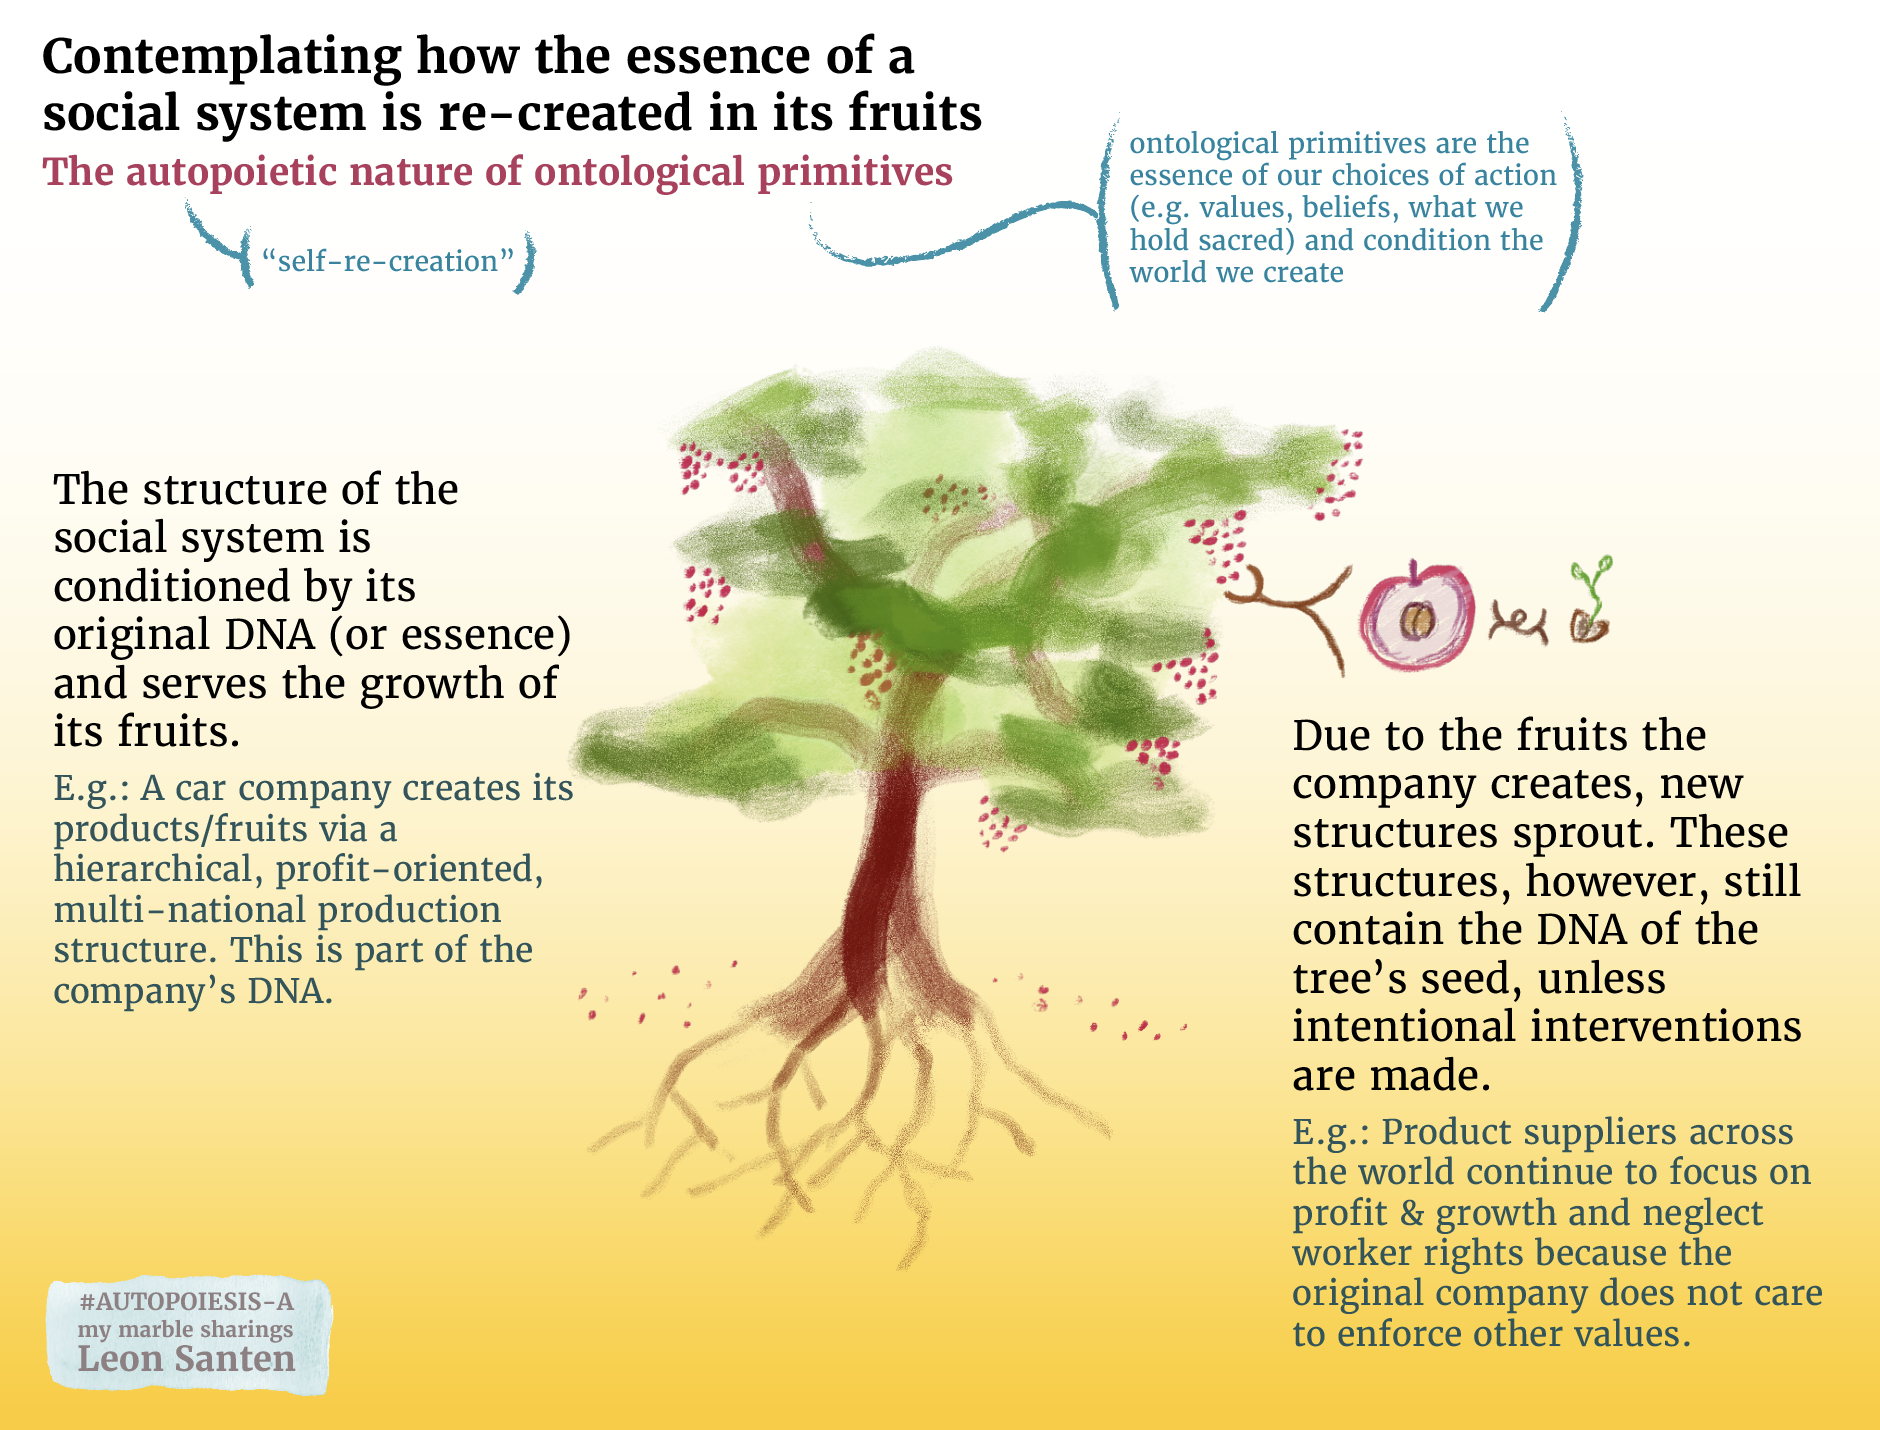 Contemplating how the essence of a
social system is re-created in its fruits
The autopoietic nature of ontological primitives
“self-re-creation”
ontological primitives are the
essence of our choices of action
(e.g. values, beliefs, what we
hold sacred) and condition the
world we create
The structure of the
social system is
conditioned by its
original DNA (or essence)
and serves the growth of
its fruits.
E.g.: A car company creates its
products/fruits via a
hierarchical, profit-oriented,
multi-national production
structure. This is part of the
company’s DNA.
Due to the fruits the
company creates, new
structures sprout. These
structures, however, still
contain the DNA of the
tree’s seed, unless
intentional interventions
are made.
E.g.: Product suppliers across
the world continue to focus on
profit & growth and neglect
worker rights because the
original company does not care
to enforce other values.
#AUTOPOIESIS-A
my marble sharings
Leon Santen